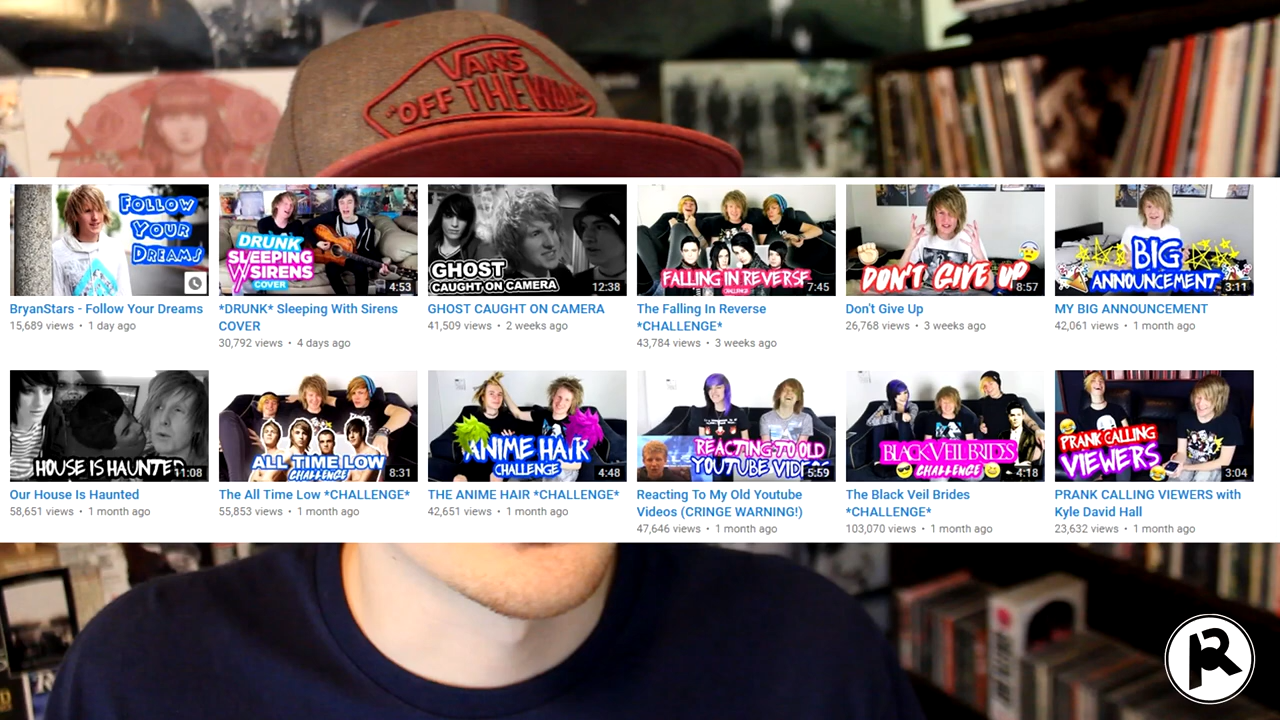 VANS
"OFF THE WALL
FOLLOW
YOUR
DREAMS
BryanStars - Follow Your Dreams
15,689 views • 1 day ago
DRUNK
SLEEPING
W/SIRENS
COVER
4:53
*DRUNK* Sleeping With Sirens
COVER
30,792 views • 4 days ago
GHOST
CAUGHT ON CAMERA
12:38
GHOST CAUGHT ON CAMERA
41,509 views • 2 weeks ago
FALLING IN REVERSE
CHALLENGE
7:45
The Falling In Reverse
*CHALLENGE*
43,784 views • 3 weeks ago
DON'T GIVE UP
8:57
Don't Give Up
26,768 views • 3 weeks ago
BIG
ANNOUNCEMENT
3:11
MY BIG ANNOUNCEMENT
42,061 views • 1 month ago
HOUSE IS HAUNTED
11:08
Our House Is Haunted
58,651 views • 1 month ago
ALL TIME LOW
CHALLENGE
8:31
The All Time Low *CHALLENGE*
55,853 views • 1 month ago
ANIME HAIR
CHALLENGE
4:48
THE ANIME HAIR *CHALLENGE*
42,651 views • 1 month ago
REACTING TO OLD
YOUTUBE VIDEOS
5:59
Reacting To My Old Youtube
Videos (CRINGE WARNING!)
47,646 views • 1 month ago
BLACK VEIL BRIDES
CHALLENGE
4:18
The Black Veil Brides
*CHALLENGE*
103,070 views • 1 month ago
PRANK CALLING
VIEWERS
3:04
PRANK CALLING VIEWERS with
Kyle David Hall
23,632 views • 1 month ago
R